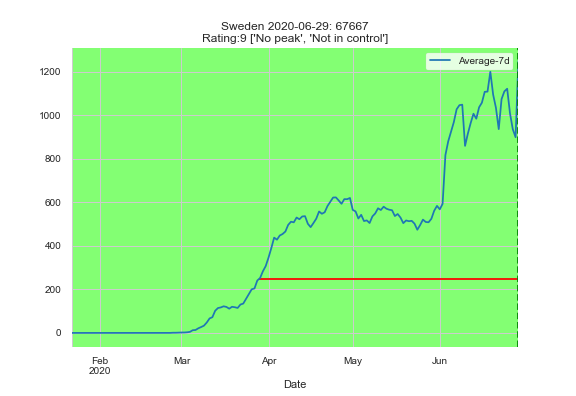 Sweden 2020-06-29: 67667
Rating:9 ['No peak', 'Not in control']
Average-7d
1200
1000
800
600
400
200
0
Feb Mar Apr May Jun
2020
Date